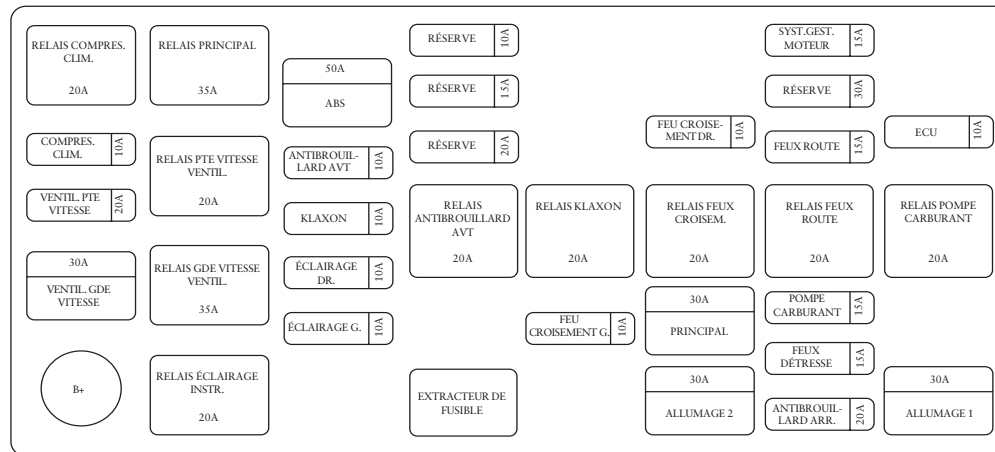 RELAIS COMPRES.
CLIM.
20A
RELAIS PRINCIPAL
35A
50A
ABS
RÉSERVE
10A
RÉSERVE
15A
RÉSERVE
20A
SYST.GEST.
MOTEUR
15A
RÉSERVE
30A
FEU CROISE-
MENT DR.
10A
FEUX ROUTE
15A
ECU
10A
COMPRES.
CLIM.
10A
VENTIL. PTE
VITESSE
20A
RELAIS PTE VITESSE
VENTIL.
20A
ANTIBROUIL-
LARD AVT
10A
KLAXON
10A
RELAIS
ANTIBROUILLARD
AVT
20A
RELAIS KLAXON
20A
RELAIS FEUX
CROISEM.
20A
RELAIS FEUX
ROUTE
20A
RELAIS POMPE
CARBURANT
20A
30A
VENTIL. GDE
VITESSE
RELAIS GDE VITESSE
VENTIL.
35A
ÉCLAIRAGE
DR.
10A
ÉCLAIRAGE G.
10A
FEU
CROISEMENT G.
10A
30A
PRINCIPAL
POMPE
CARBURANT
15A
FEUX
DÉTRESSE
15A
B+
RELAIS ÉCLAIRAGE
INSTR.
20A
EXTRACTEUR DE
FUSIBLE
30A
ALLUMAGE 2
ANTIBROUIL-
LARD ARR.
20A
30A
ALLUMAGE 1